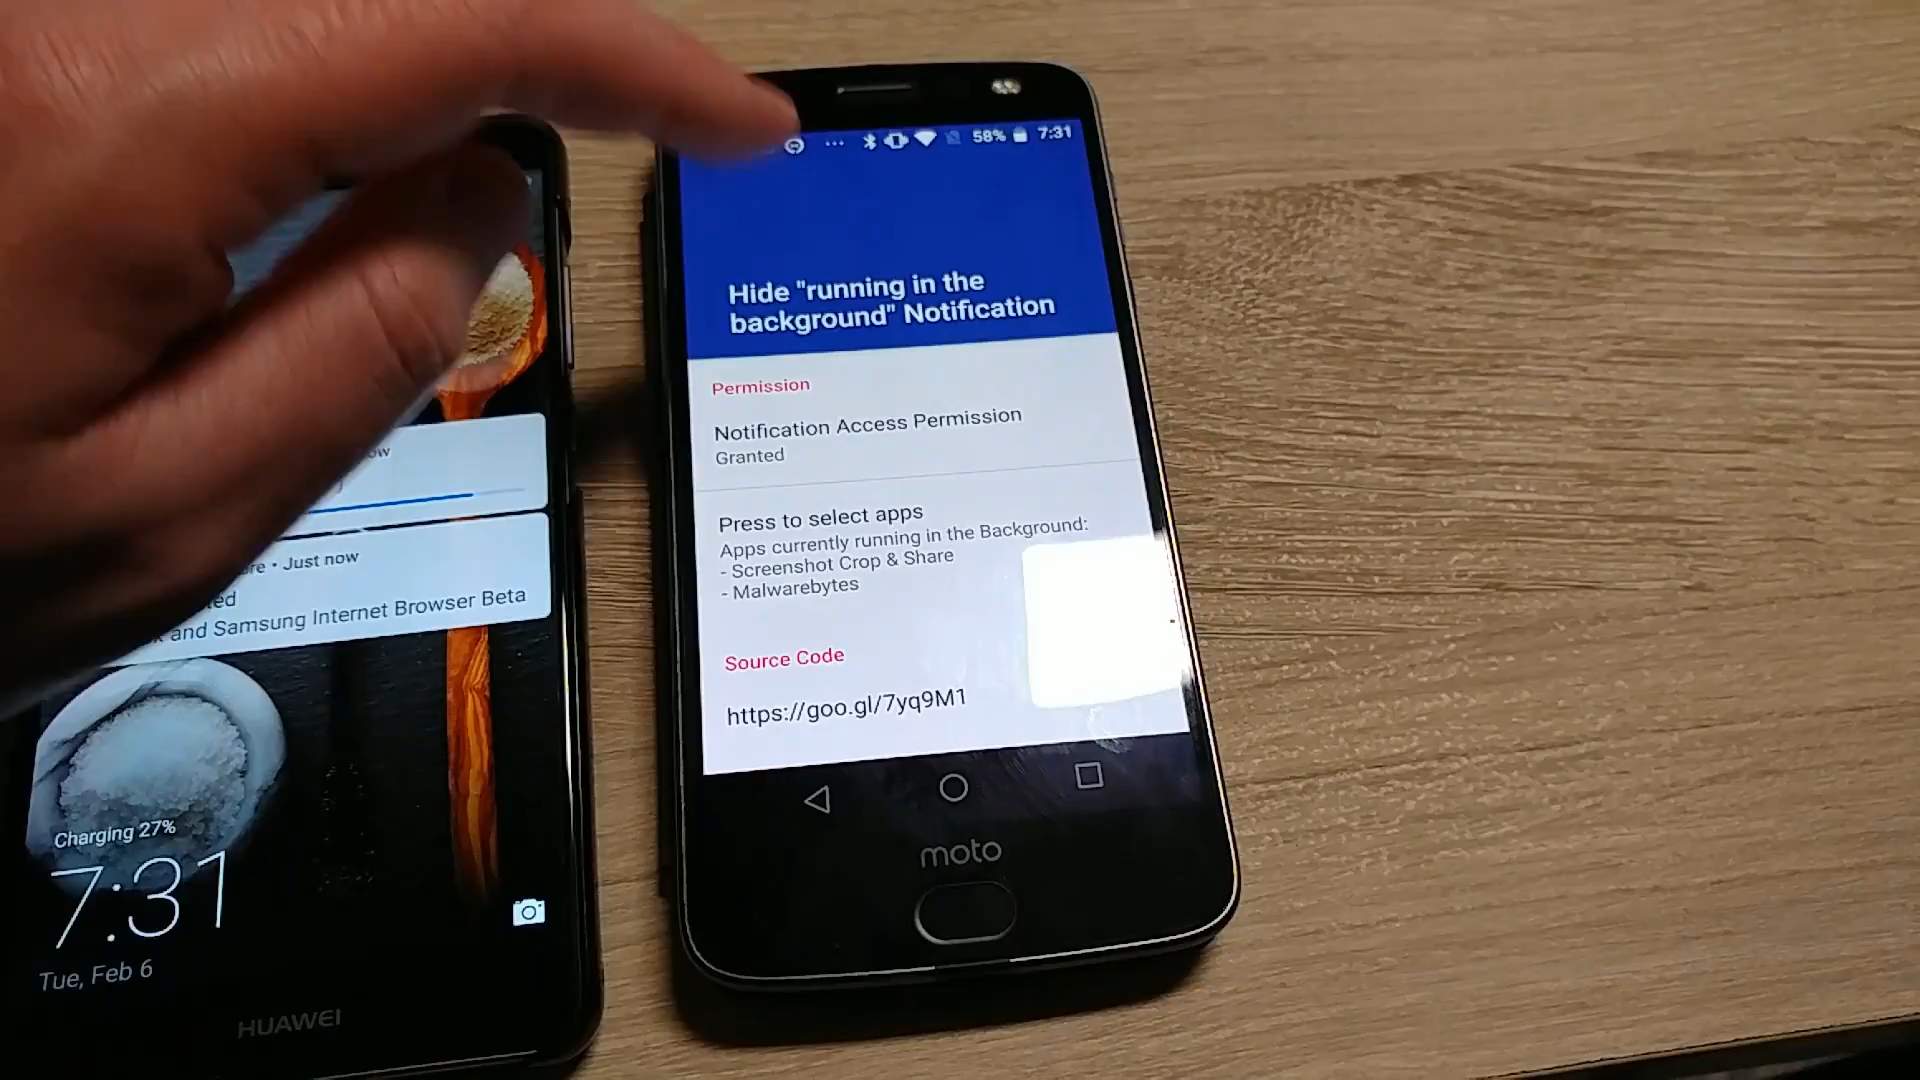 58% 7:31
Hide "running in the
background" Notification
Permission
Notification Access Permission
Granted
Press to select apps
Apps currently running in the Background:
- Screenshot Crop & Share
- Malwarebytes
Source Code
https://goo.gl/7yq9M1
moto
Just now
and Samsung Internet Browser Beta
Charging 27%
7:31
Tue, Feb 6
HUAWEI